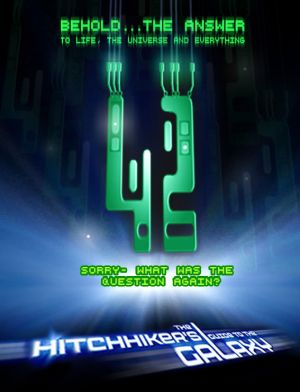 BEHOLD...THE ANSWER
TO LIFE, THE UNIVERSE AND EVERYTHING
42
SORRY- WHAT WAS THE
QUESTION AGAIN?
THE
HITCHHIKER'S GUIDE TO THE
GALAXY